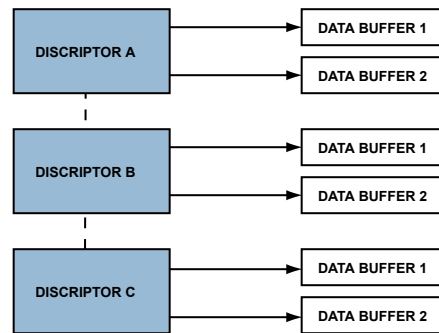 DISCRIPTOR A
DATA BUFFER 1
DATA BUFFER 2
DISCRIPTOR B
DATA BUFFER 1
DATA BUFFER 2
DISCRIPTOR C
DATA BUFFER 1
DATA BUFFER 2